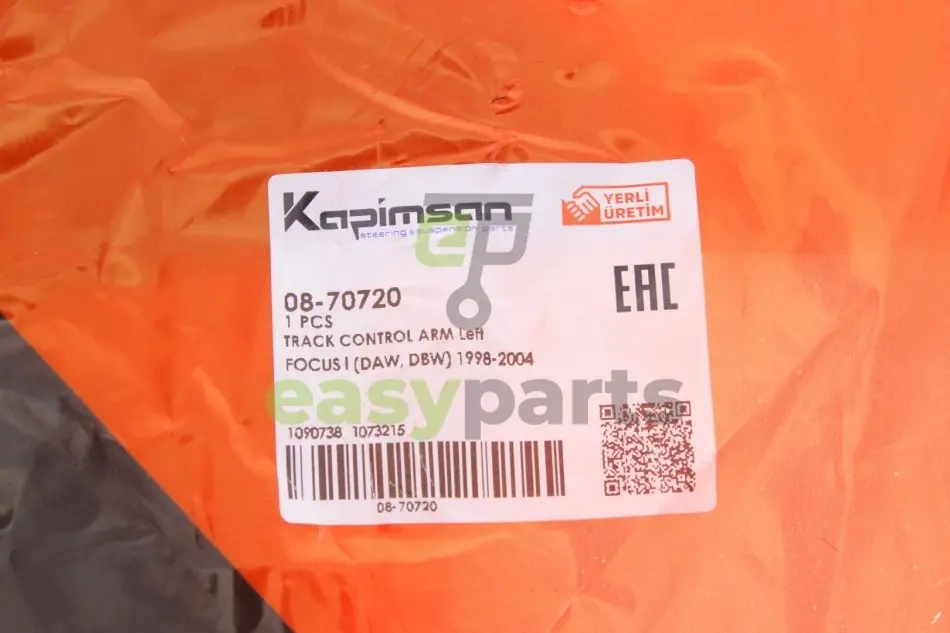 Kapimsan
steering & suspension parts
YERLİ
ÜRETİM
EAC
08-70720
1 PCS
TRACK CONTROL ARM Left
FOCUS I (DAW, DBW) 1998-2004
easyparts
1090738 1073215
08-70720